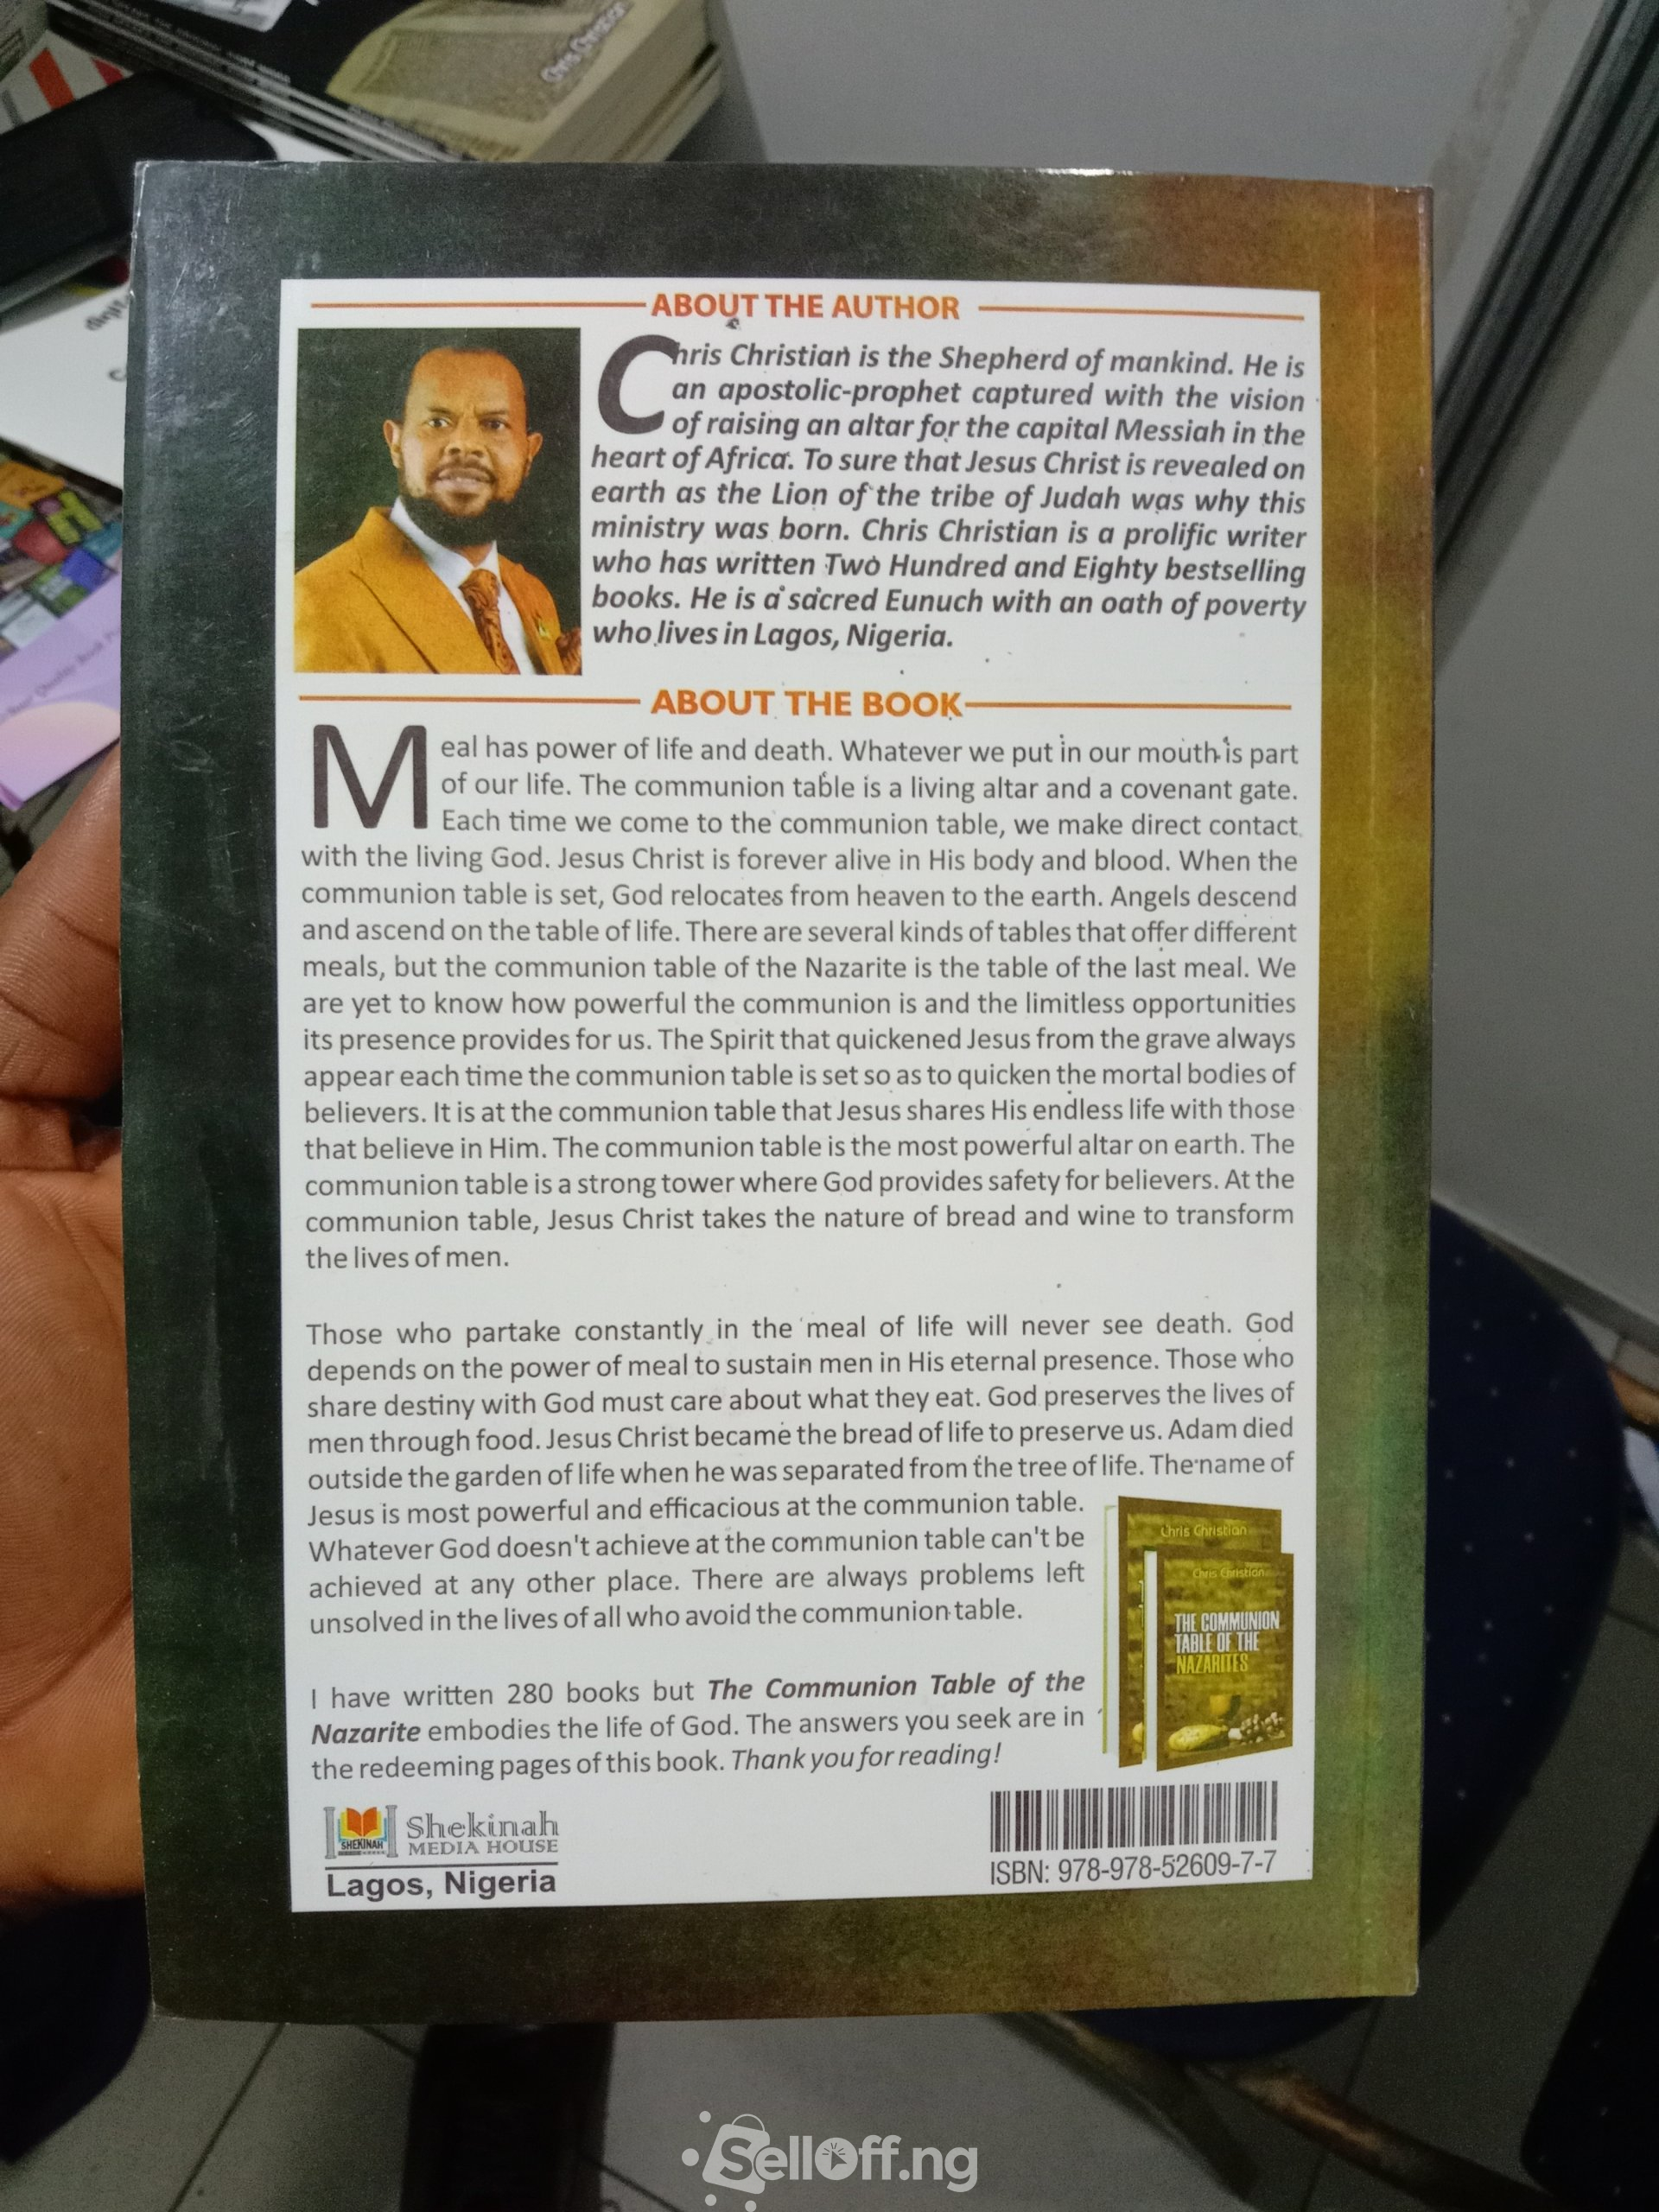 Chris Christian
ABOUT THE AUTHOR
Chris Christian is the Shepherd of mankind. He is
an apostolic-prophet captured with the vision
of raising an altar for the capital Messiah in the
heart of Africa. To sure that Jesus Christ is revealed on
earth as the Lion of the tribe of Judah was why this
ministry was born. Chris Christian is a prolific writer
who has written Two Hundred and Eighty bestselling
books. He is a sacred Eunuch with an oath of poverty
who lives in Lagos, Nigeria.
ABOUT THE BOOK
Meal has power of life and death. Whatever we put in our mouth is part
of our life. The communion table is a living altar and a covenant gate.
Each time we come to the communion table, we make direct contact
with the living God. Jesus Christ is forever alive in His body and blood. When the
communion table is set, God relocates from heaven to the earth. Angels descend
and ascend on the table of life. There are several kinds of tables that offer different
meals, but the communion table of the Nazarite is the table of the last meal. We
are yet to know how powerful the communion is and the limitless opportunities
its presence provides for us. The Spirit that quickened Jesus from the grave always
appear each time the communion table is set so as to quicken the mortal bodies of
believers. It is at the communion table that Jesus shares His endless life with those
that believe in Him. The communion table is the most powerful altar on earth. The
communion table is a strong tower where God provides safety for believers. At the
communion table, Jesus Christ takes the nature of bread and wine to transform
the lives of men.
Those who partake constantly in the meal of life will never see death. God
depends on the power of meal to sustain men in His eternal presence. Those who
share destiny with God must care about what they eat. God preserves the lives of
men through food. Jesus Christ became the bread of life to preserve us. Adam died
outside the garden of life when he was separated from the tree of life. The name of
Jesus is most powerful and efficacious at the communion table.
Whatever God doesn't achieve at the communion table can't be
achieved at any other place. There are always problems left
unsolved in the lives of all who avoid the communion table.
I have written 280 books but The Communion Table of the
Nazarite embodies the life of God. The answers you seek are in
the redeeming pages of this book. Thank you for reading!
Chris Christian
Chris Christian
THE COMMUNION
TABLE OF THE
NAZARITES
SHEKINAH
Shekinah
MEDIA HOUSE
Lagos, Nigeria
ISBN: 978-978-52609-7-7
SellOff.ng